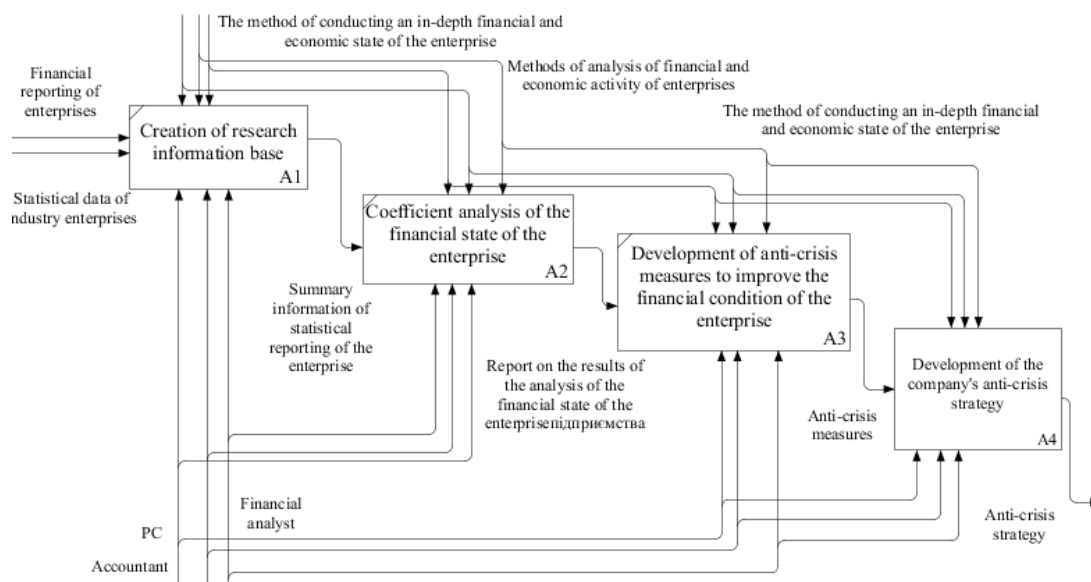 The method of conducting an in-depth financial and
economic state of the enterprise
Financial
reporting of
enterprises
Methods of analysis of financial and
economic activity of enterprises
The method of conducting an in-depth financial
and economic state of the enterprise
Creation of research
information base
A1
Statistical data of
industry enterprises
Coefficient analysis of the
financial state of the
enterprise
A2
Development of anti-crisis
measures to improve the
financial condition of the
enterprise
A3
Summary
information of
statistical
reporting of the
enterprise
Report on the results of
the analysis of the
financial state of the
enterpriseпідприємства
Development of the
company's anti-crisis
strategy
A4
Anti-crisis
measures
Financial
analyst
PC
Accountant
Anti-crisis
strategy